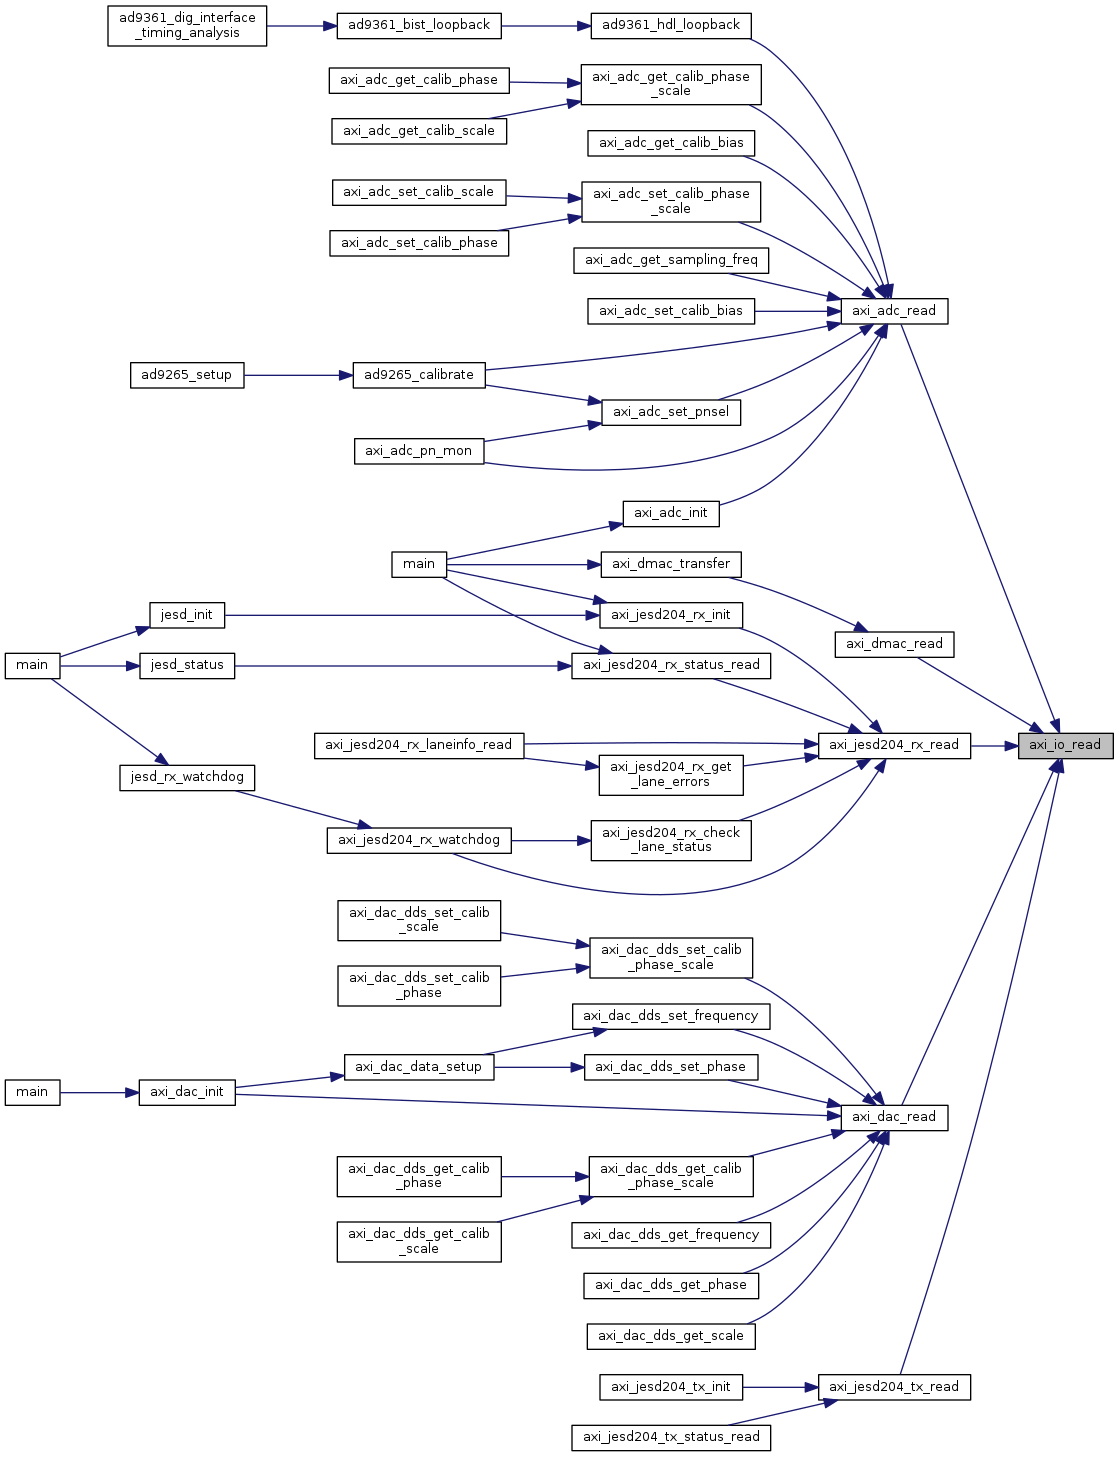 ad9361_dig_interface
_timing_analysis
ad9361_bist_loopback
ad9361_hdl_loopback
axi_adc_get_calib_phase
axi_adc_get_calib_phase
_scale
axi_adc_get_calib_scale
axi_adc_get_calib_bias
axi_adc_set_calib_scale
axi_adc_set_calib_phase
_scale
axi_adc_set_calib_phase
axi_adc_get_sampling_freq
axi_adc_set_calib_bias
axi_adc_read
ad9265_setup
ad9265_calibrate
axi_adc_set_pnsel
axi_adc_pn_mon
axi_adc_init
main
axi_dmac_transfer
jesd_init
axi_jesd204_rx_init
axi_dmac_read
main
jesd_status
axi_jesd204_rx_status_read
axi_jesd204_rx_laneinfo_read
axi_jesd204_rx_read
axi_io_read
jesd_rx_watchdog
axi_jesd204_rx_get
_lane_errors
axi_jesd204_rx_watchdog
axi_jesd204_rx_check
_lane_status
axi_dac_dds_set_calib
_scale
axi_dac_dds_set_calib
_phase_scale
axi_dac_dds_set_calib
_phase
axi_dac_dds_set_frequency
axi_dac_data_setup
axi_dac_dds_set_phase
main
axi_dac_init
axi_dac_read
axi_dac_dds_get_calib
_phase
axi_dac_dds_get_calib
_phase_scale
axi_dac_dds_get_calib
_scale
axi_dac_dds_get_frequency
axi_dac_dds_get_phase
axi_dac_dds_get_scale
axi_jesd204_tx_init
axi_jesd204_tx_read
axi_jesd204_tx_status_read